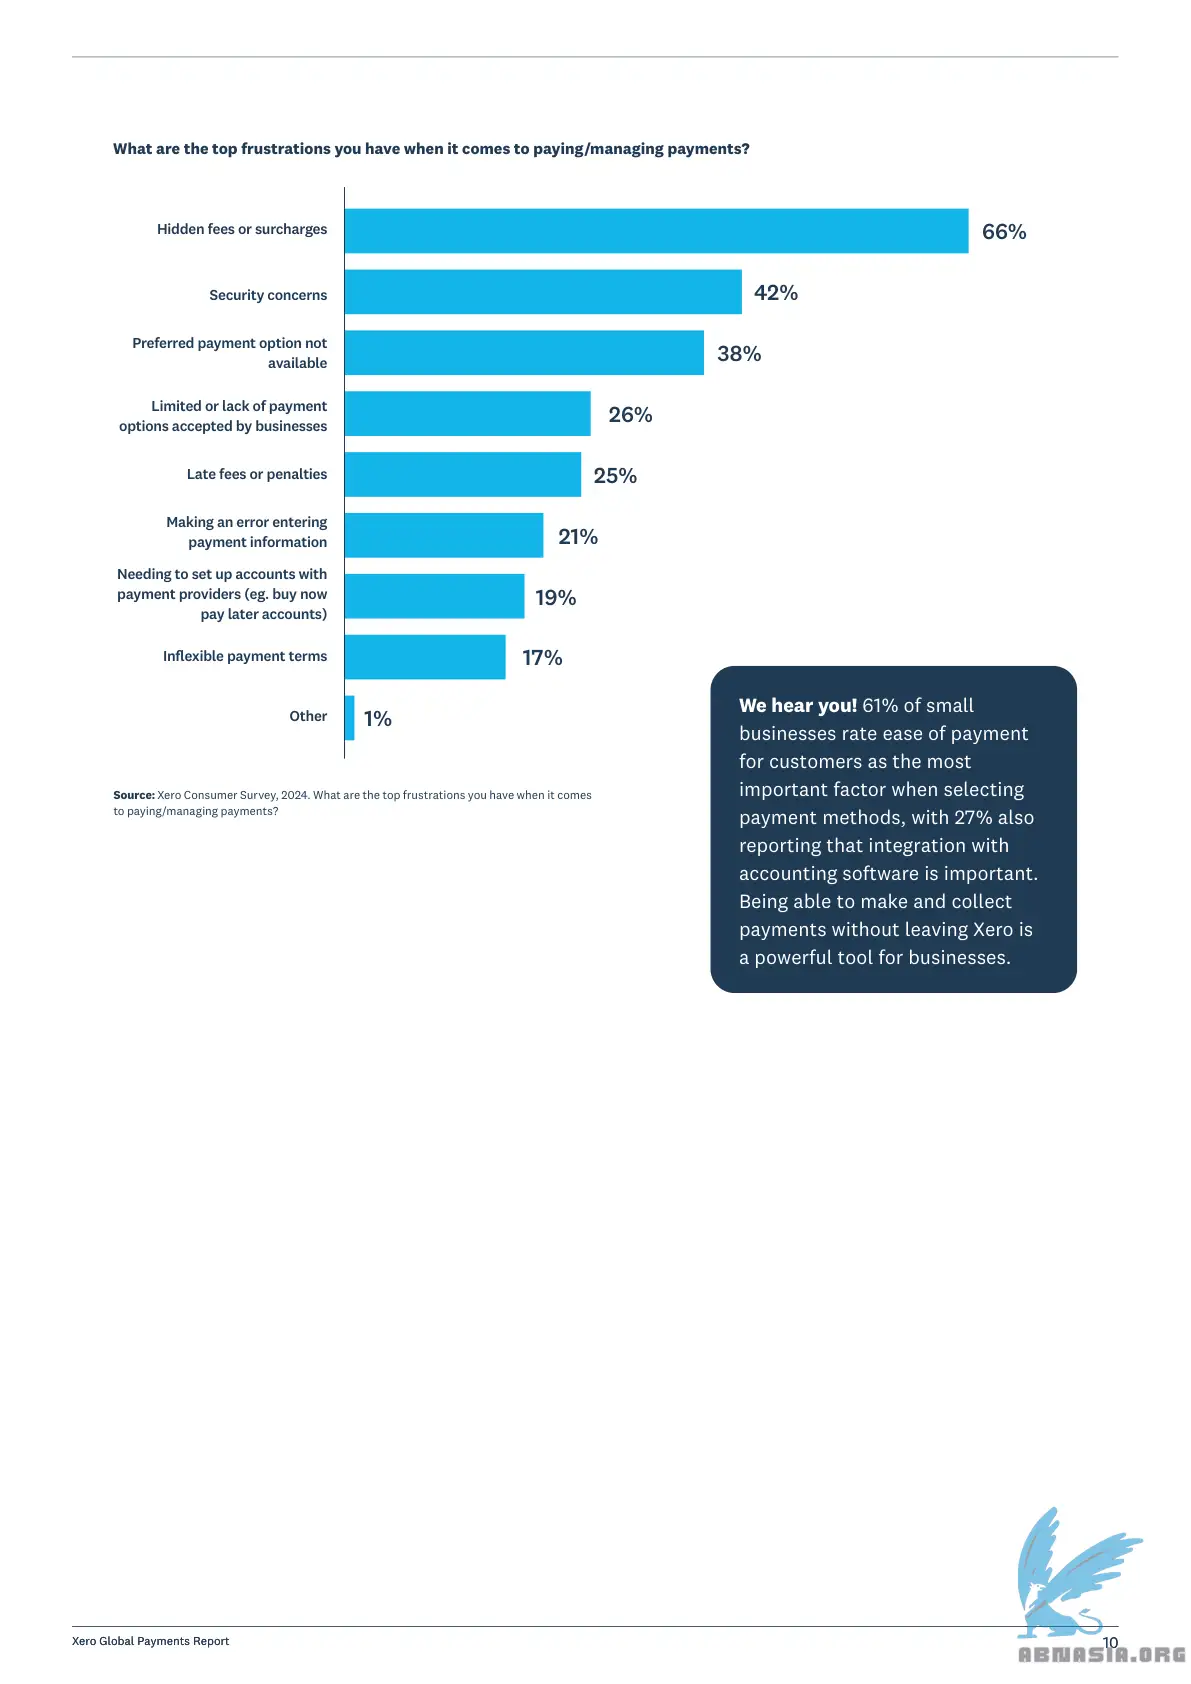 What are the top frustrations you have when it comes to paying/managing payments?
Hidden fees or surcharges
66%
Security concerns
42%
Preferred payment option not
available
38%
Limited or lack of payment
options accepted by businesses
26%
Late fees or penalties
25%
Making an error entering
payment information
21%
Needing to set up accounts with
payment providers (eg. buy now
pay later accounts)
19%
Inflexible payment terms
17%
Other
1%
Source: Xero Consumer Survey, 2024. What are the top frustrations you have when it comes
to paying/managing payments?
We hear you! 61% of small
businesses rate ease of payment
for customers as the most
important factor when selecting
payment methods, with 27% also
reporting that integration with
accounting software is important.
Being able to make and collect
payments without leaving Xero is
a powerful tool for businesses.
Xero Global Payments Report
10
ABNASIA.ORG